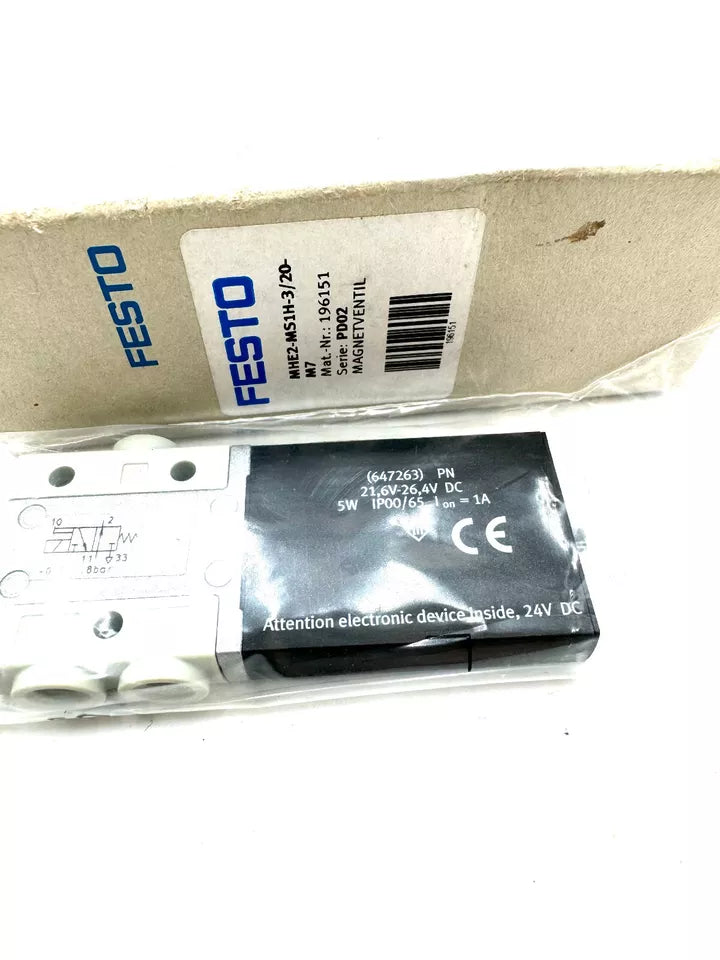 FESTO
FESTO
MHE2-MS1H-3/20-
M7
Mat.-Nr.: 196151
Serie: PD02
MAGNETVENTIL
196151
(647263) PN
21,6V-26,4V DC
5W IP00/65 I on = 1A
CE
Attention electronic device inside, 24V DC
10 2
11 33
8bar